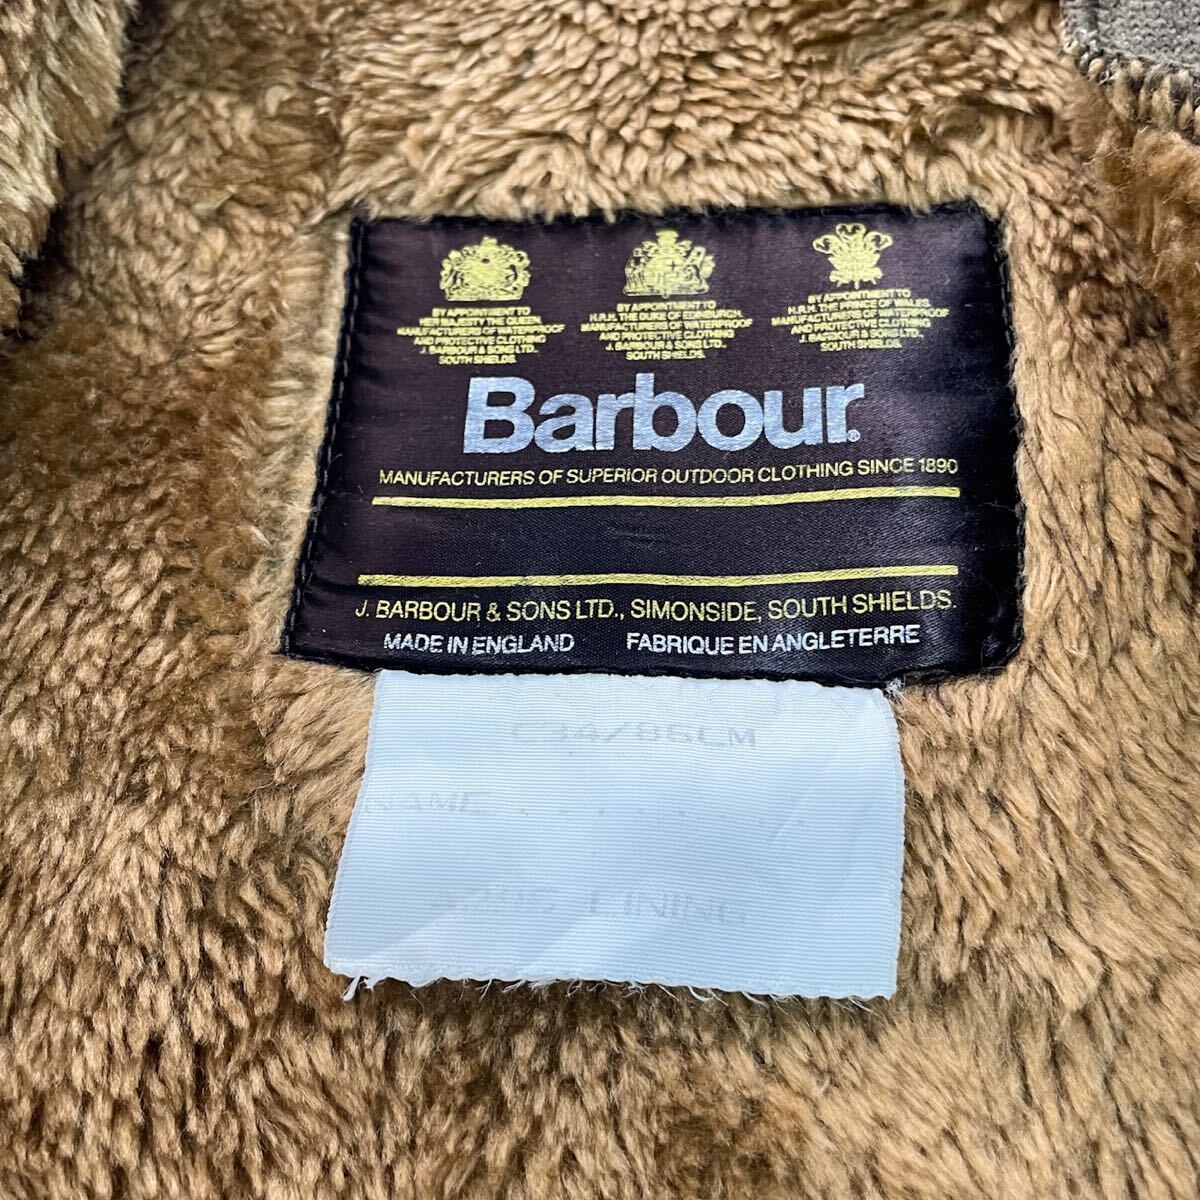 BY APPOINTMENT TO
HER MAJESTY THE QUEEN
MANUFACTURERS OF WATERPROOF
AND PROTECTIVE CLOTHING
J. BARBOUR & SONS LTD.,
SOUTH SHIELDS.
BY APPOINTMENT TO
H.R.H. THE DUKE OF EDINBURGH,
MANUFACTURERS OF WATERPROOF
AND PROTECTIVE CLOTHING
J. BARBOUR & SONS LTD.,
SOUTH SHIELDS.
BY APPOINTMENT TO
H.R.H. THE PRINCE OF WALES,
MANUFACTURERS OF WATERPROOF
AND PROTECTIVE CLOTHING
J. BARBOUR & SONS LTD.,
SOUTH SHIELDS.
Barbour®
MANUFACTURERS OF SUPERIOR OUTDOOR CLOTHING SINCE 1890
J. BARBOUR & SONS LTD., SIMONSIDE, SOUTH SHIELDS.
MADE IN ENGLAND FABRIQUE EN ANGLETERRE
C34/86CM
NAME . . . . . . . .
LINING